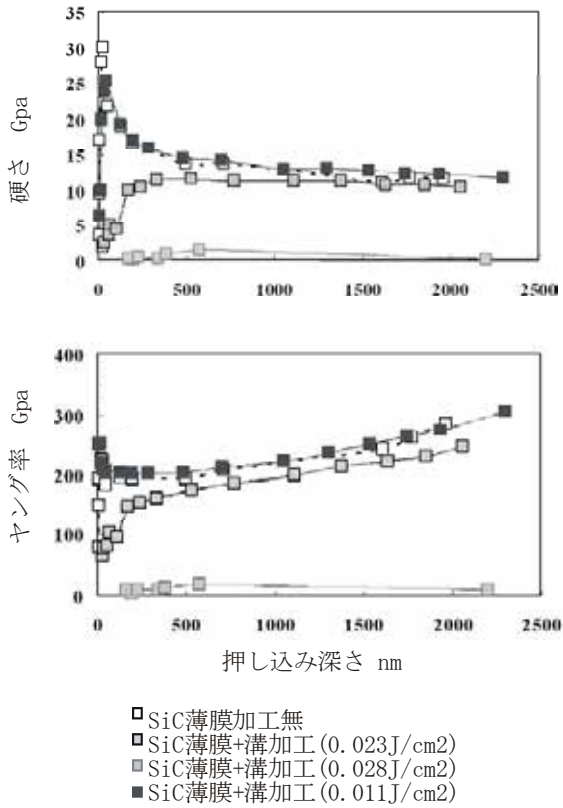 35
30
25
20
15
10
5
0
硬さ Gpa
0 500 1000 1500 2000 2500
400
300
200
100
0
ヤング率 Gpa
0 500 1000 1500 2000 2500
押し込み深さ nm
SiC薄膜加工無
SiC薄膜+溝加工(0.023J/cm2)
SiC薄膜+溝加工(0.028J/cm2)
SiC薄膜+溝加工(0.011J/cm2)